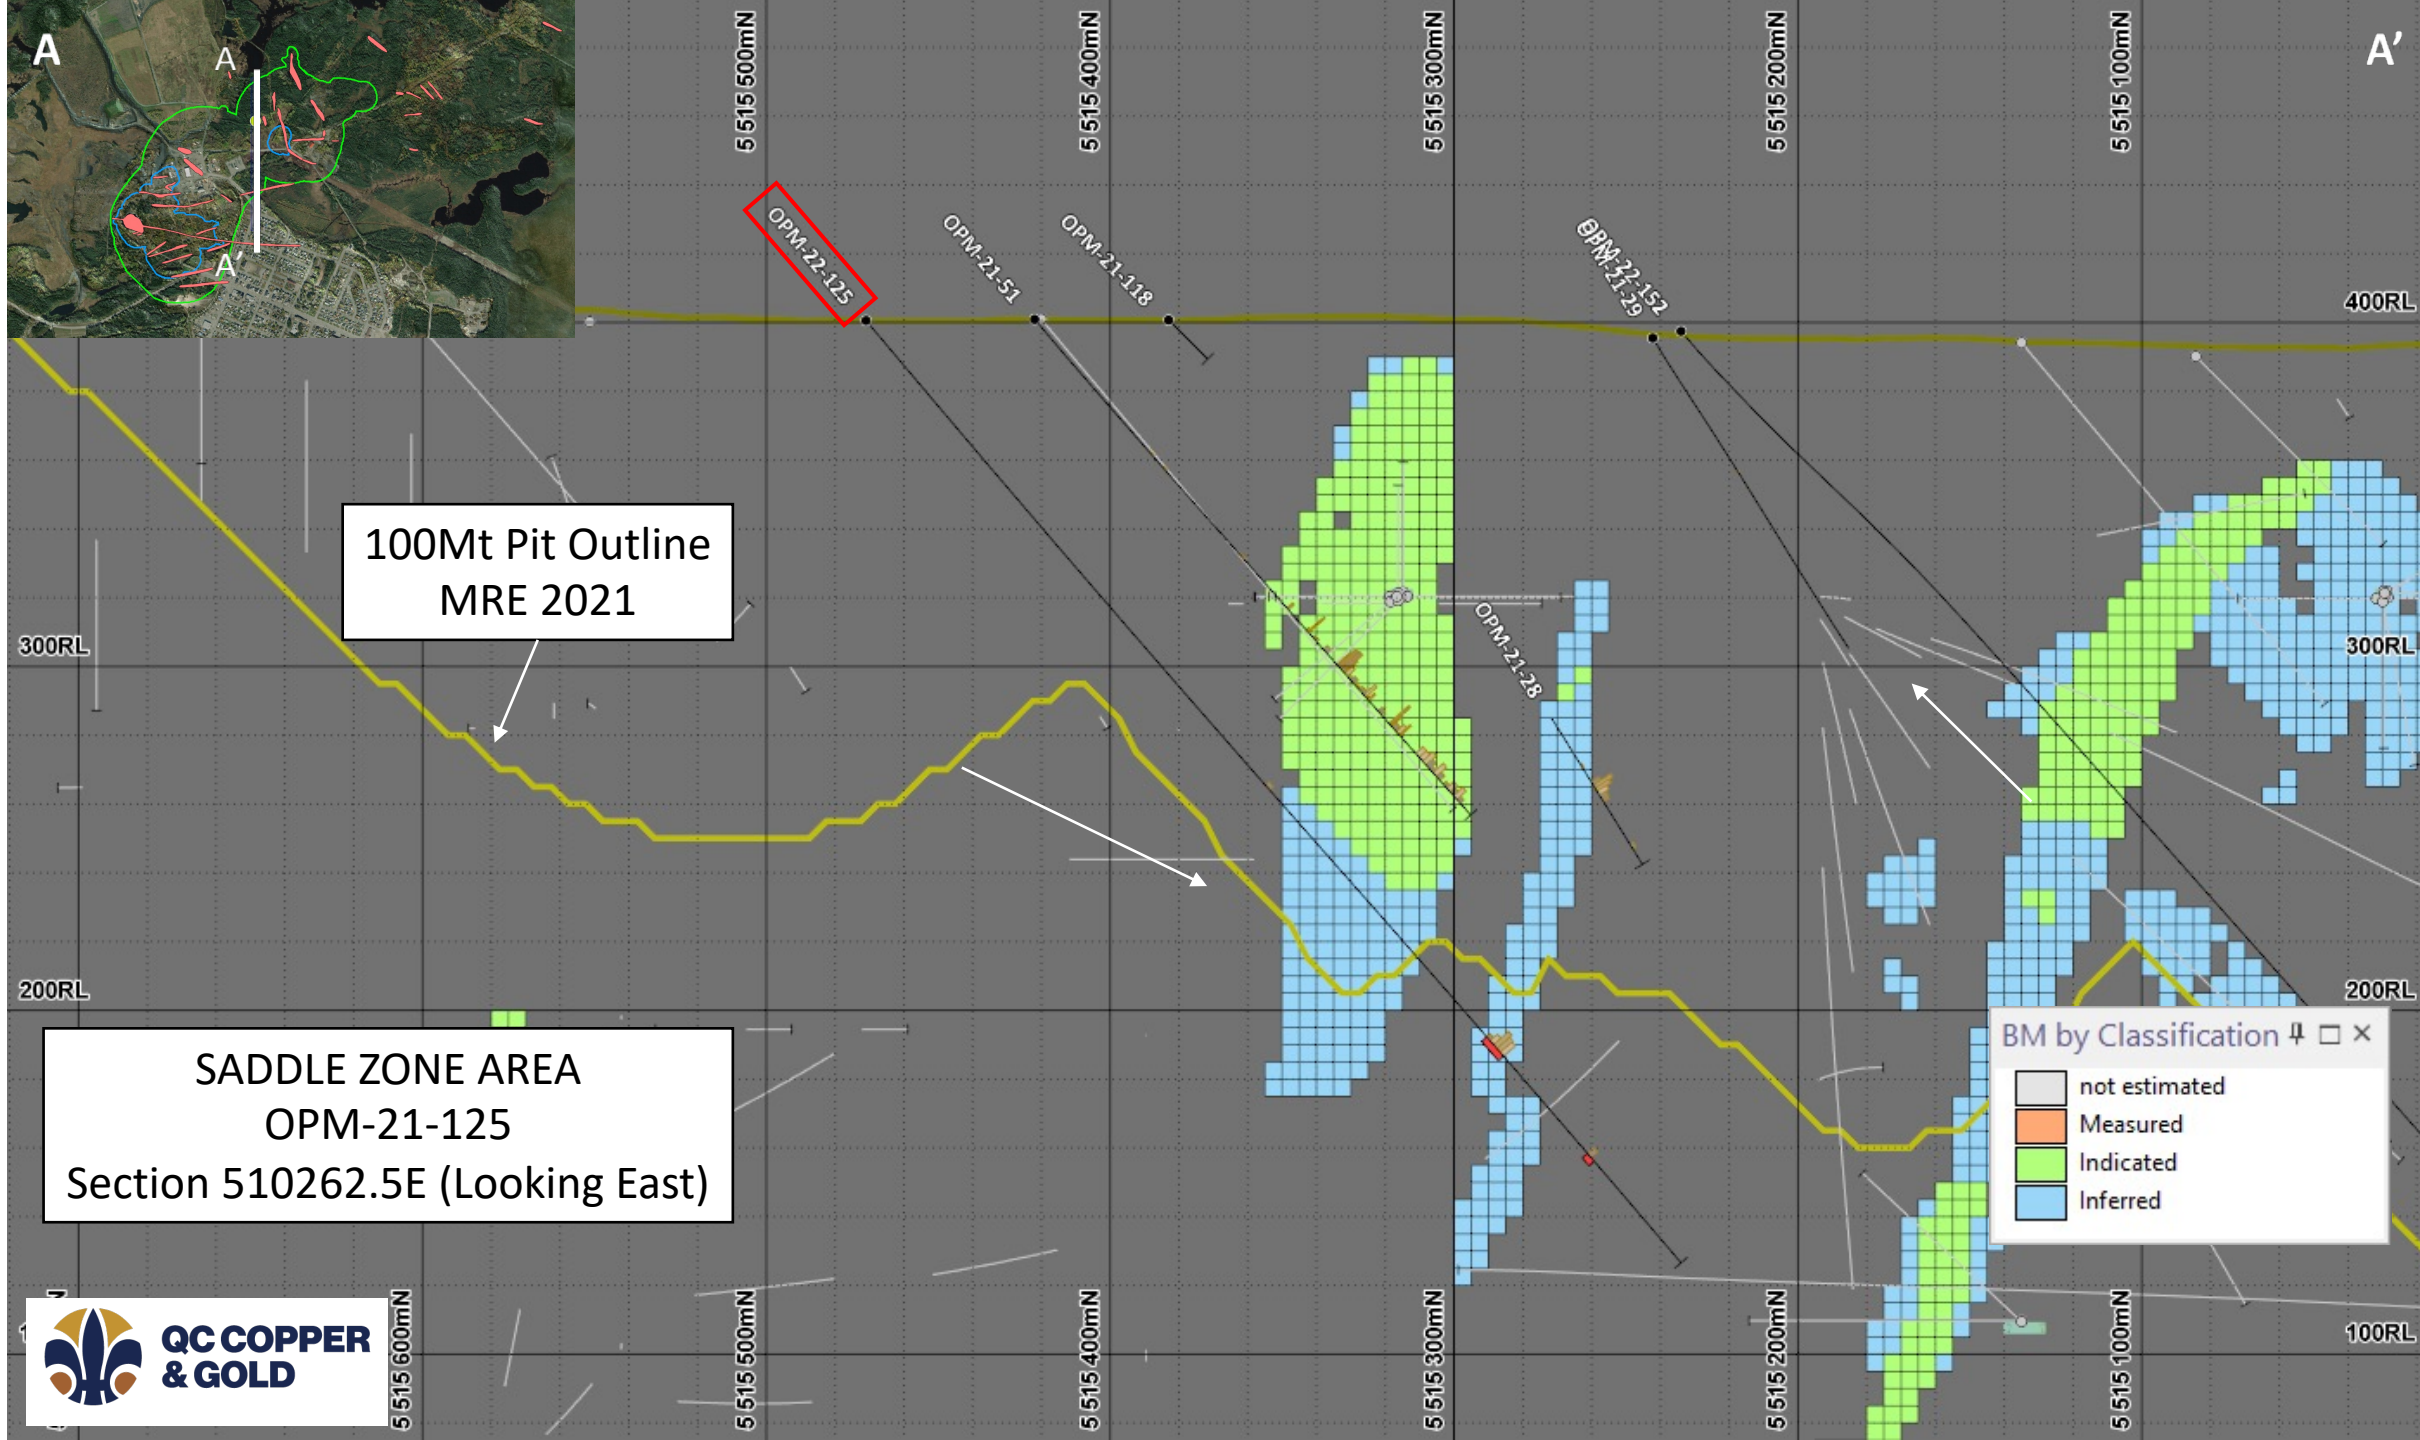 A
A
A'
A'
5 515 500mN
5 515 400mN
5 515 300mN
5 515 200mN
5 515 100mN
OPM-22-125
OPM-21-51
OPM-21-118
OPM-22-152
OPM-21-29
400RL
100Mt Pit Outline
MRE 2021
300RL
OPM-21-28
300RL
200RL
200RL
SADDLE ZONE AREA
OPM-21-125
Section 510262.5E (Looking East)
BM by Classification
not estimated
Measured
Indicated
Inferred
QC COPPER
& GOLD
5 515 600mN
5 515 500mN
5 515 400mN
5 515 300mN
5 515 200mN
5 515 100mN
100RL